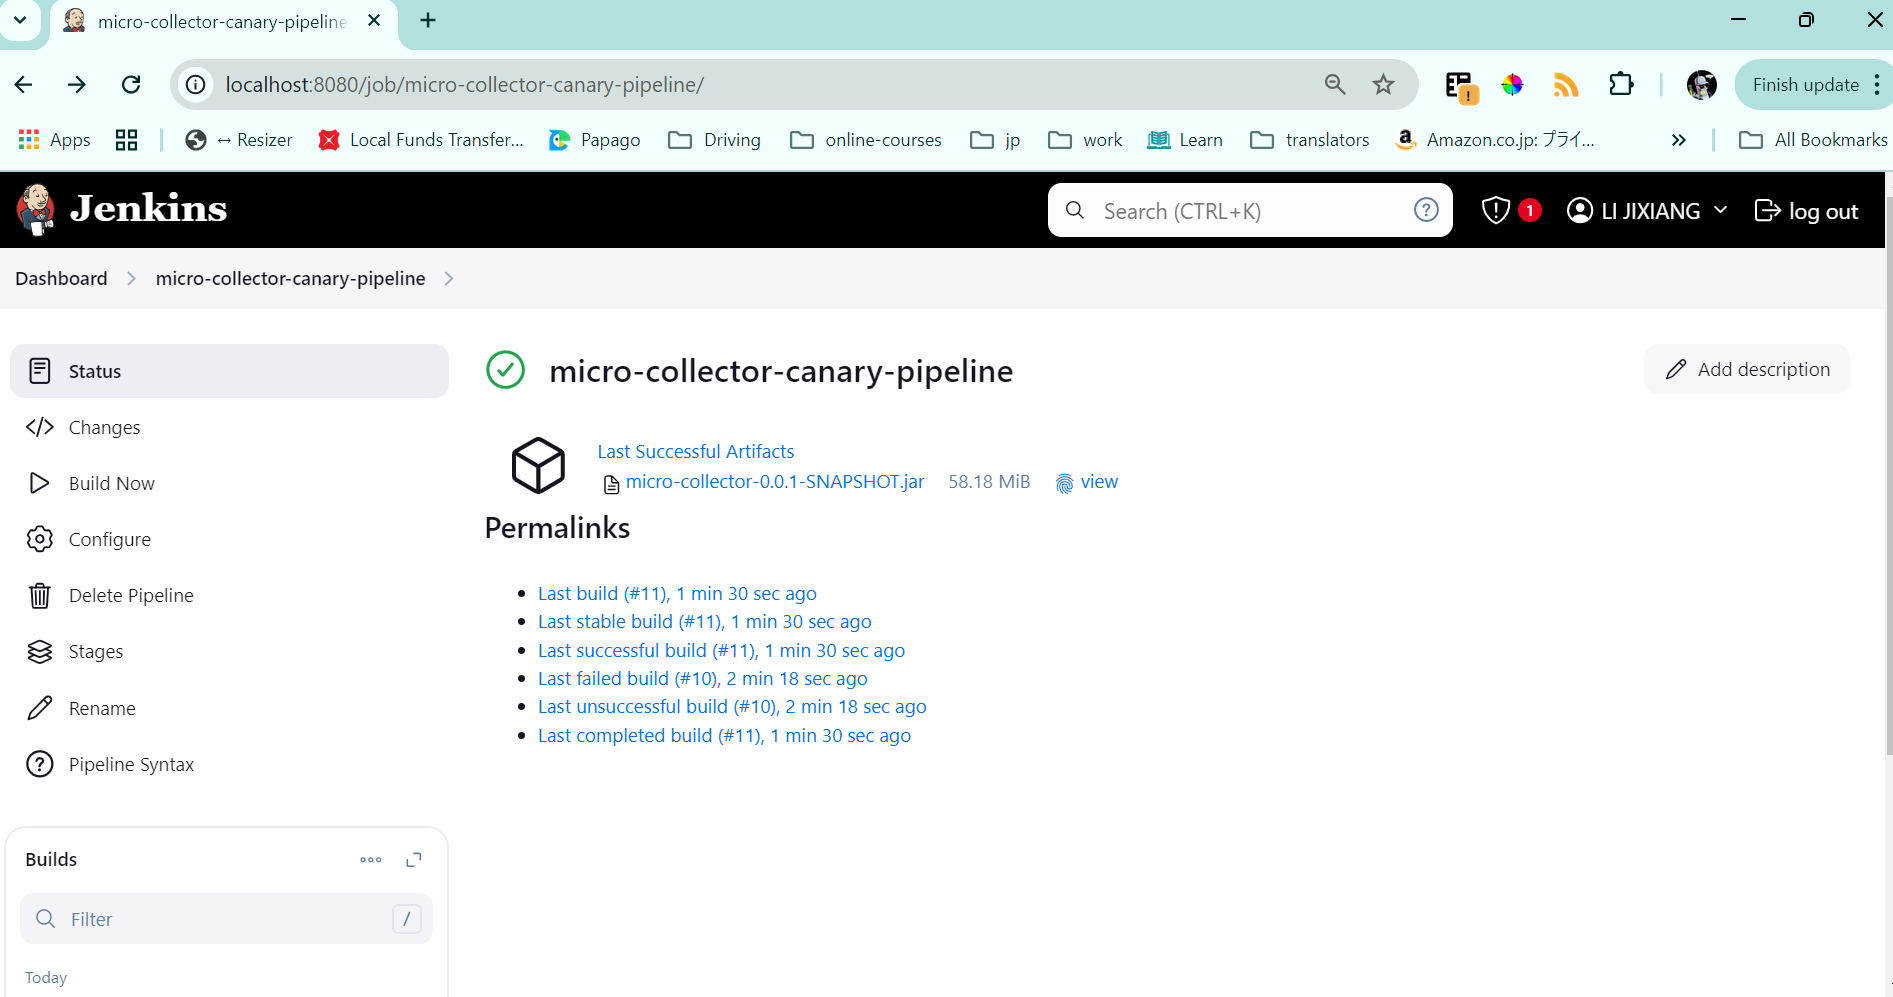 micro-collector-canary-pipeline
localhost:8080/job/micro-collector-canary-pipeline/
Finish update
Apps
↔ Resizer
Local Funds Transfer...
Papago
Driving
online-courses
jp
work
Learn
translators
Amazon.co.jp: プライ...
»
All Bookmarks
Jenkins
Search (CTRL+K)
1
LI JIXIANG
log out
Dashboard
micro-collector-canary-pipeline
Status
Changes
Build Now
Configure
Delete Pipeline
Stages
Rename
Pipeline Syntax
Builds
Filter
/
Today
micro-collector-canary-pipeline
Add description
Last Successful Artifacts
micro-collector-0.0.1-SNAPSHOT.jar 58.18 MiB view
Permalinks
Last build (#11), 1 min 30 sec ago
Last stable build (#11), 1 min 30 sec ago
Last successful build (#11), 1 min 30 sec ago
Last failed build (#10), 2 min 18 sec ago
Last unsuccessful build (#10), 2 min 18 sec ago
Last completed build (#11), 1 min 30 sec ago